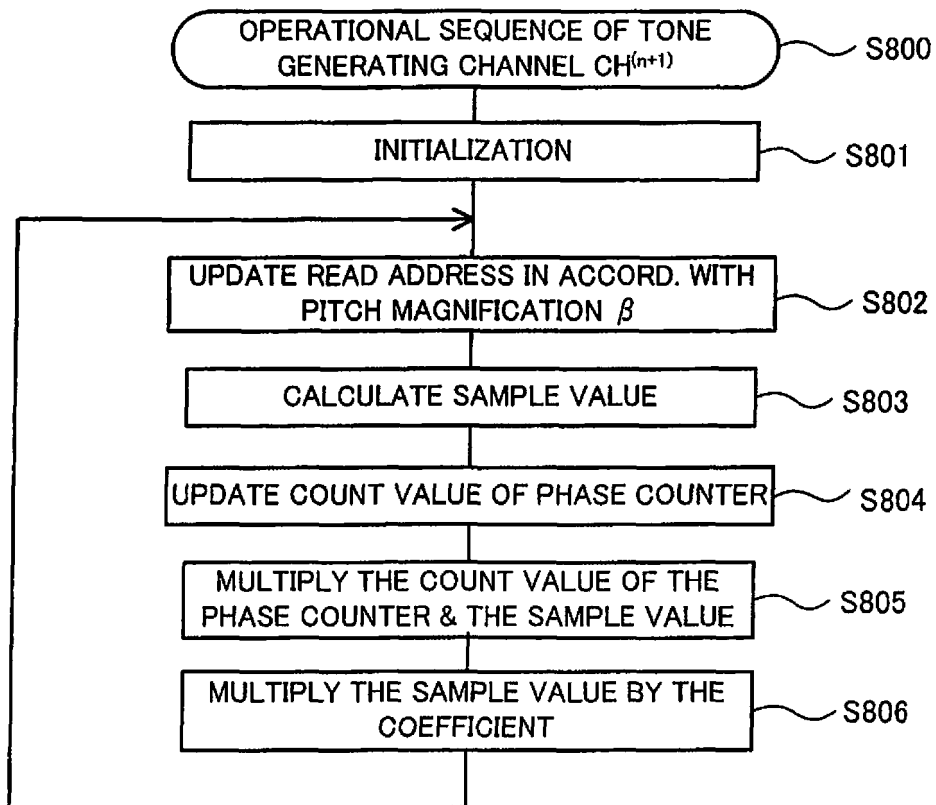 OPERATIONAL SEQUENCE OF TONE
GENERATING CHANNEL CH⁽ⁿ⁺¹⁾
S800
INITIALIZATION
S801
UPDATE READ ADDRESS IN ACCORD. WITH
PITCH MAGNIFICATION β
S802
CALCULATE SAMPLE VALUE
S803
UPDATE COUNT VALUE OF PHASE COUNTER
S804
MULTIPLY THE COUNT VALUE OF THE
PHASE COUNTER & THE SAMPLE VALUE
S805
MULTIPLY THE SAMPLE VALUE BY THE
COEFFICIENT
S806